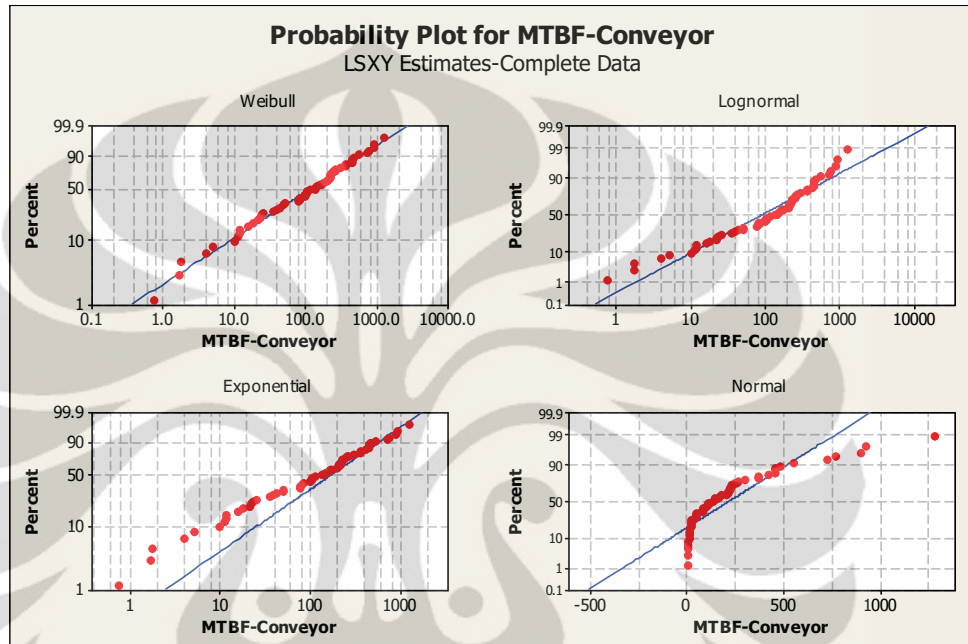 Probability Plot for MTBF-Conveyor
LSXY Estimates-Complete Data
Weibull
Percent
99.9
90
50
10
1
0.1 1.0 10.0 100.0 1000.0 10000.0
MTBF-Conveyor
Lognormal
Percent
99.9
99
90
50
10
1
0.1
1 10 100 1000 10000
MTBF-Conveyor
Exponential
Percent
99.9
90
50
10
1
1 10 100 1000
MTBF-Conveyor
Normal
Percent
99.9
99
90
50
10
1
0.1
-500 0 500 1000
MTBF-Conveyor